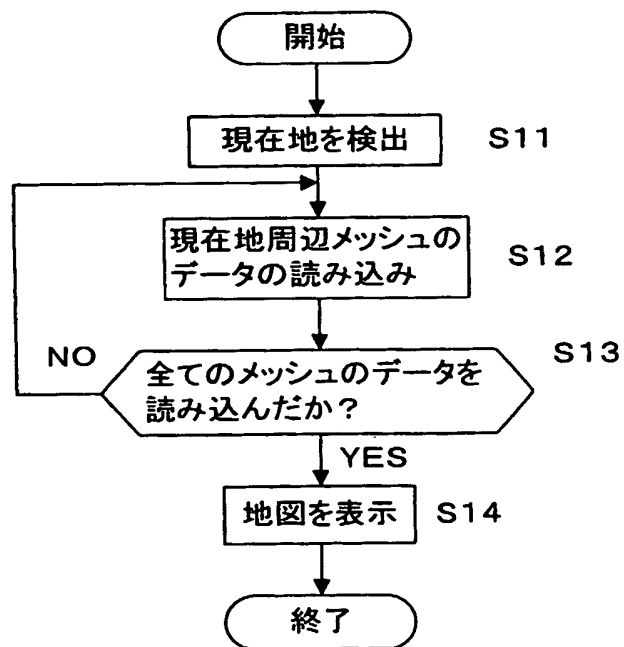 開始
現在地を検出
S11
現在地周辺メッシュの
データの読み込み
S12
S13
NO
全てのメッシュのデータを
読み込んだか？
YES
地図を表示
S14
終了